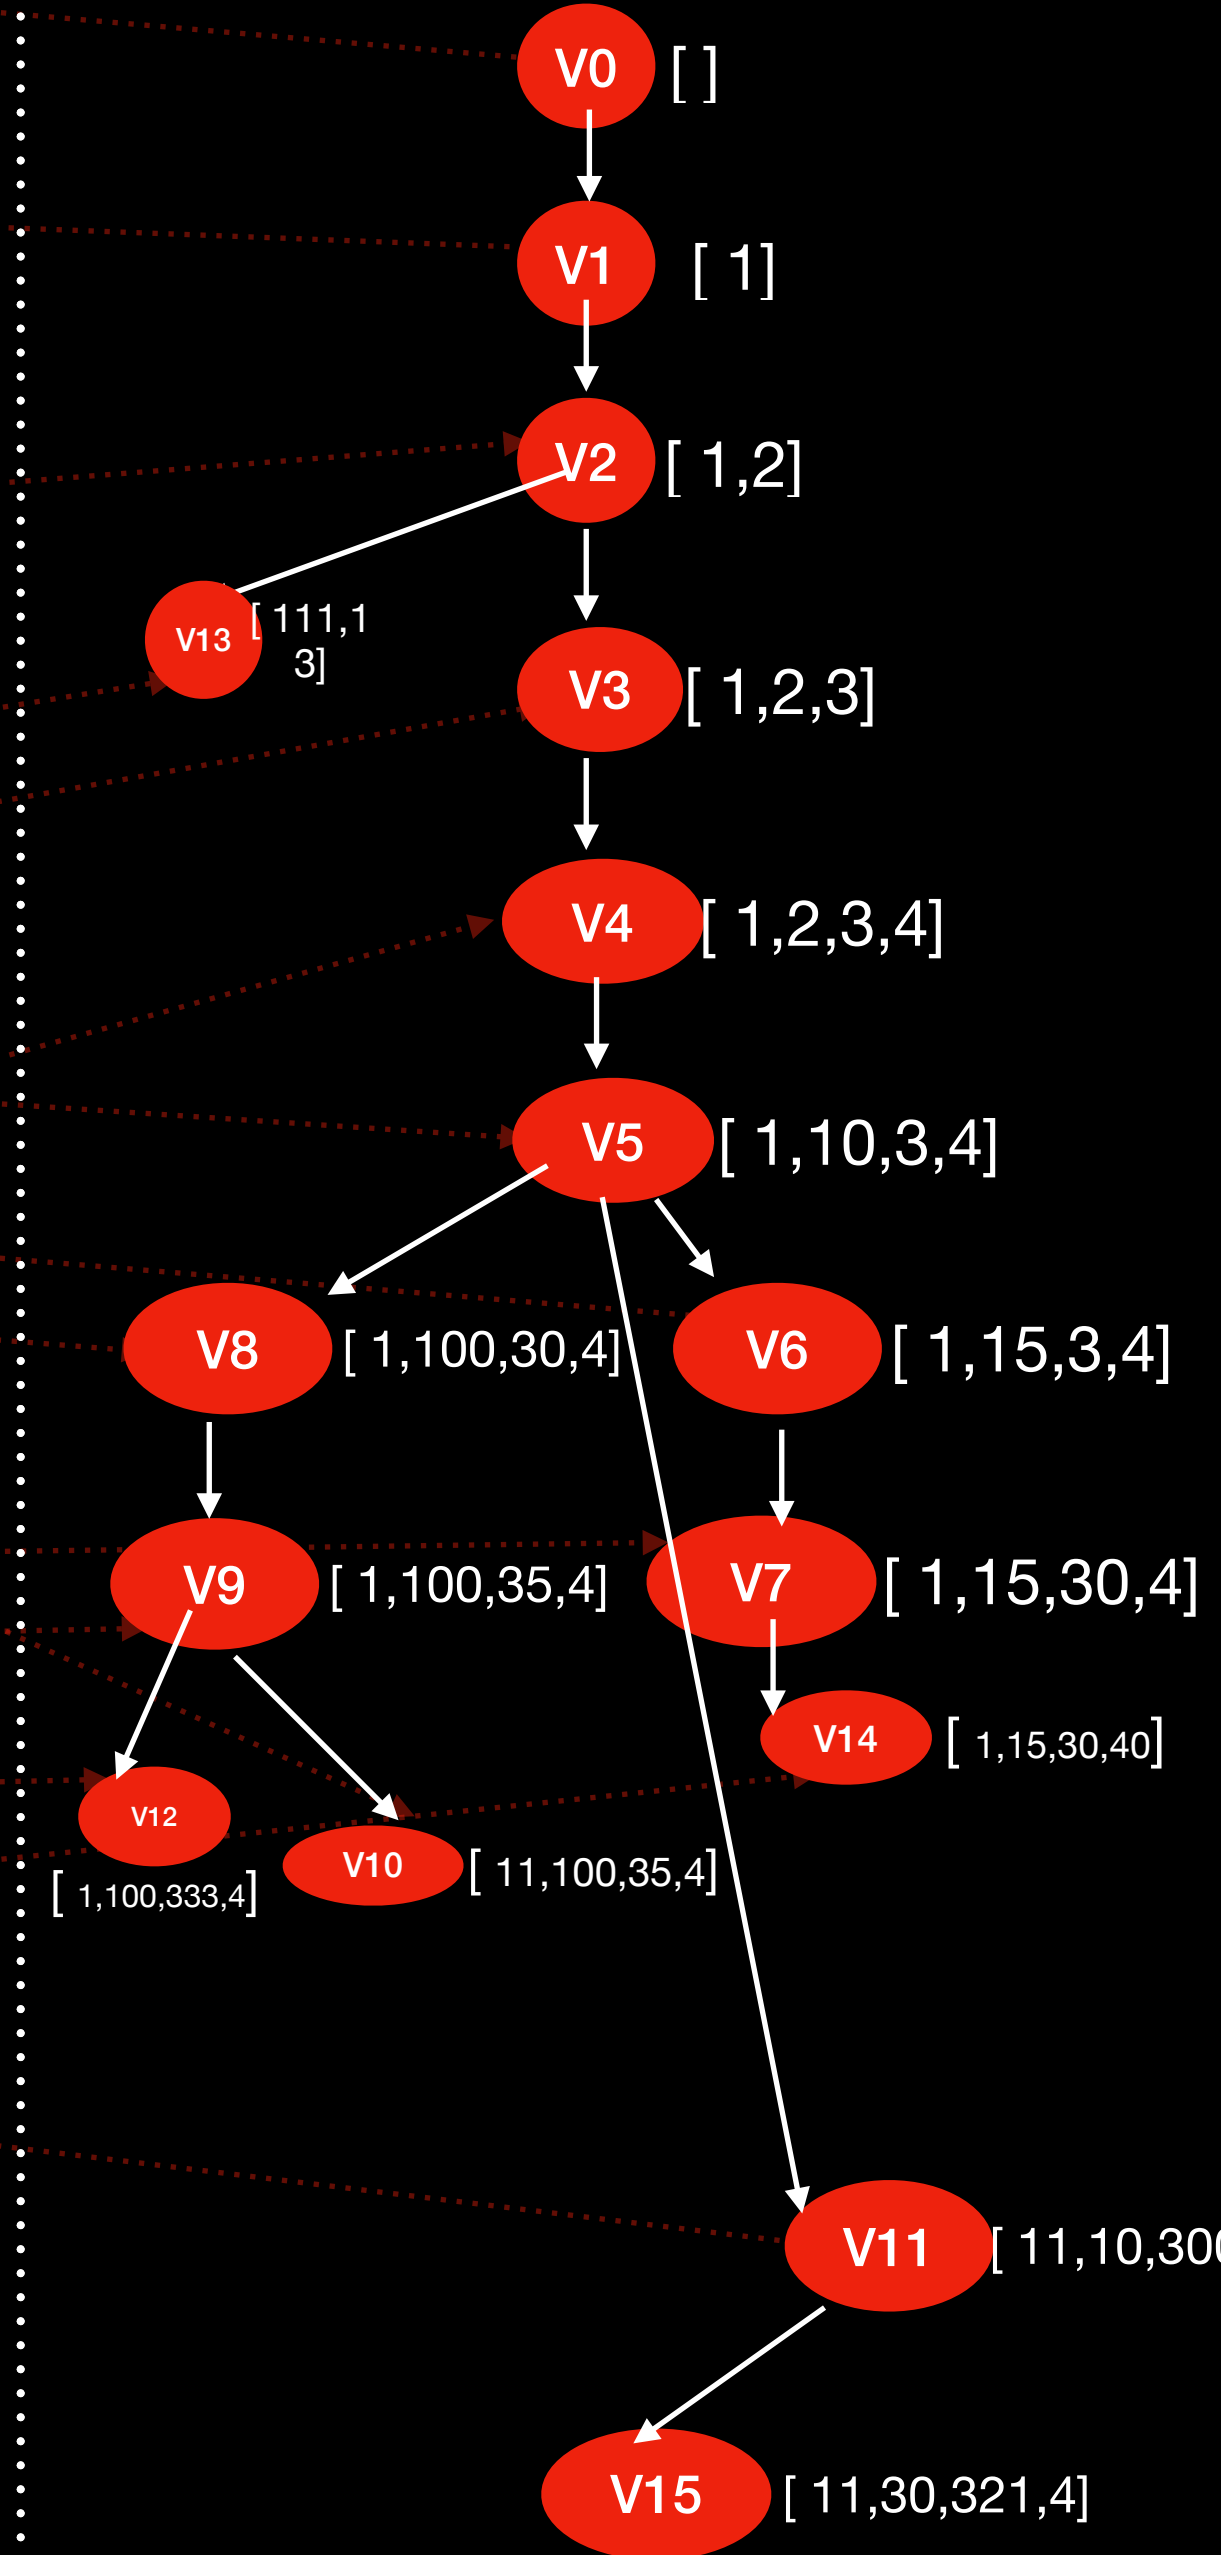 V0 [ ]
V1 [ 1]
V2 [ 1,2]
V13 [ 111,1
3]
V3 [ 1,2,3]
V4 [ 1,2,3,4]
V5 [ 1,10,3,4]
V8 [ 1,100,30,4] V6 [ 1,15,3,4]
V9 [ 1,100,35,4] V7 [ 1,15,30,4]
V14 [ 1,15,30,40]
V12 V10 [ 11,100,35,4]
[ 1,100,333,4]
V11 [ 11,10,300
V15 [ 11,30,321,4]